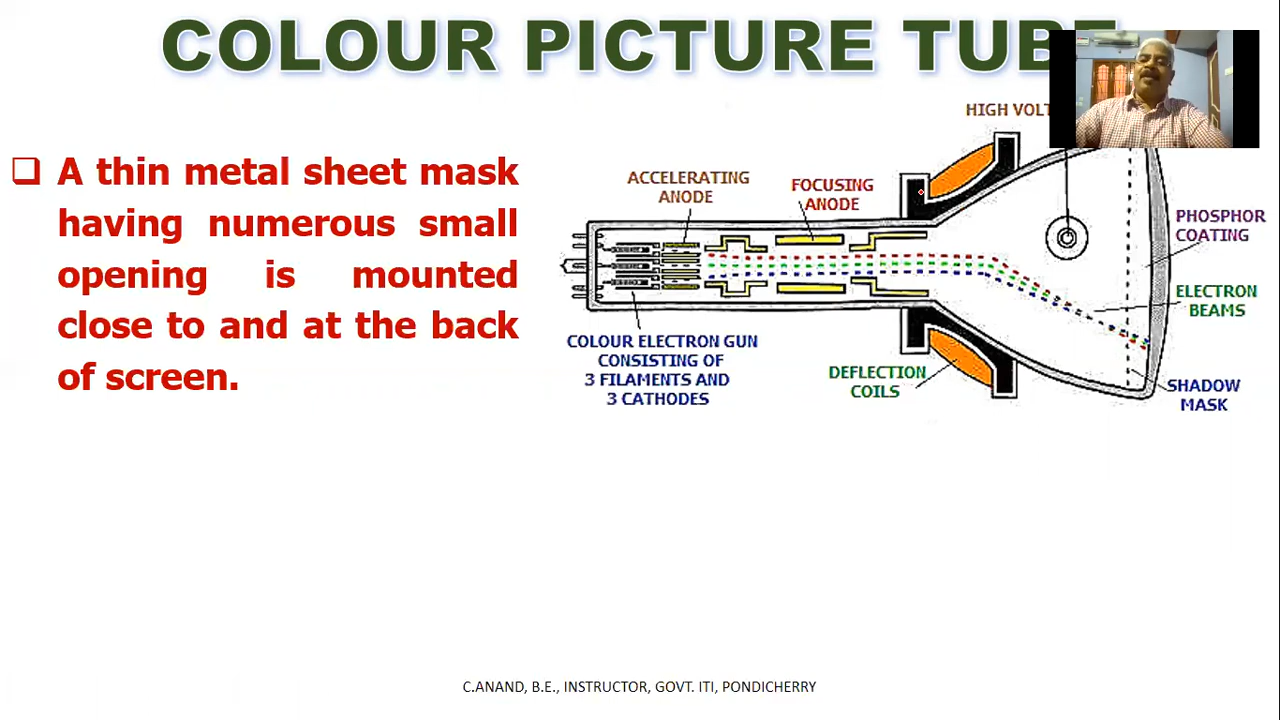 COLOUR PICTURE
❑ A thin metal sheet mask
having numerous small
opening is mounted
close to and at the back
of screen.
HIGH
ACCELERATING
ANODE
FOCUSING
ANODE
PHOSPHOR
COATING
ELECTRON
BEAMS
COLOUR ELECTRON GUN
CONSISTING OF
3 FILAMENTS AND
3 CATHODES
DEFLECTION
COILS
SHADOW
MASK
C.ANAND, B.E., INSTRUCTOR, GOVT. ITI, PONDICHERRY